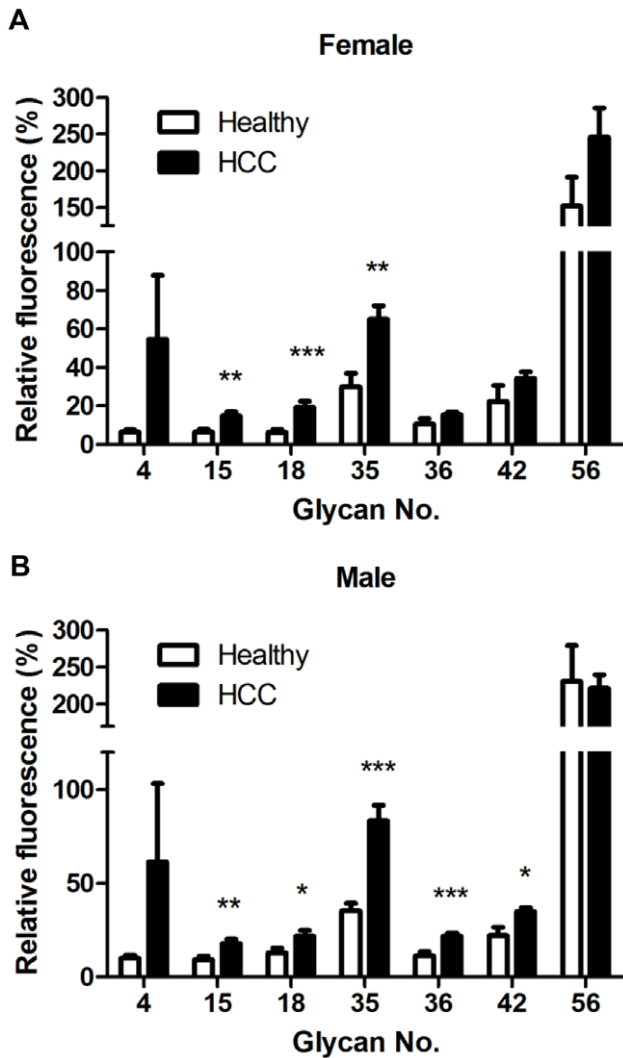 A
Female
Relative fluorescence (%)
300
250
200
150
100
80
60
40
20
0
Healthy
HCC
** *** **
4 15 18 35 36 42 56
Glycan No.
B
Male
Relative fluorescence (%)
300
250
200
100
50
0
Healthy
HCC
** * *** *** *
4 15 18 35 36 42 56
Glycan No.